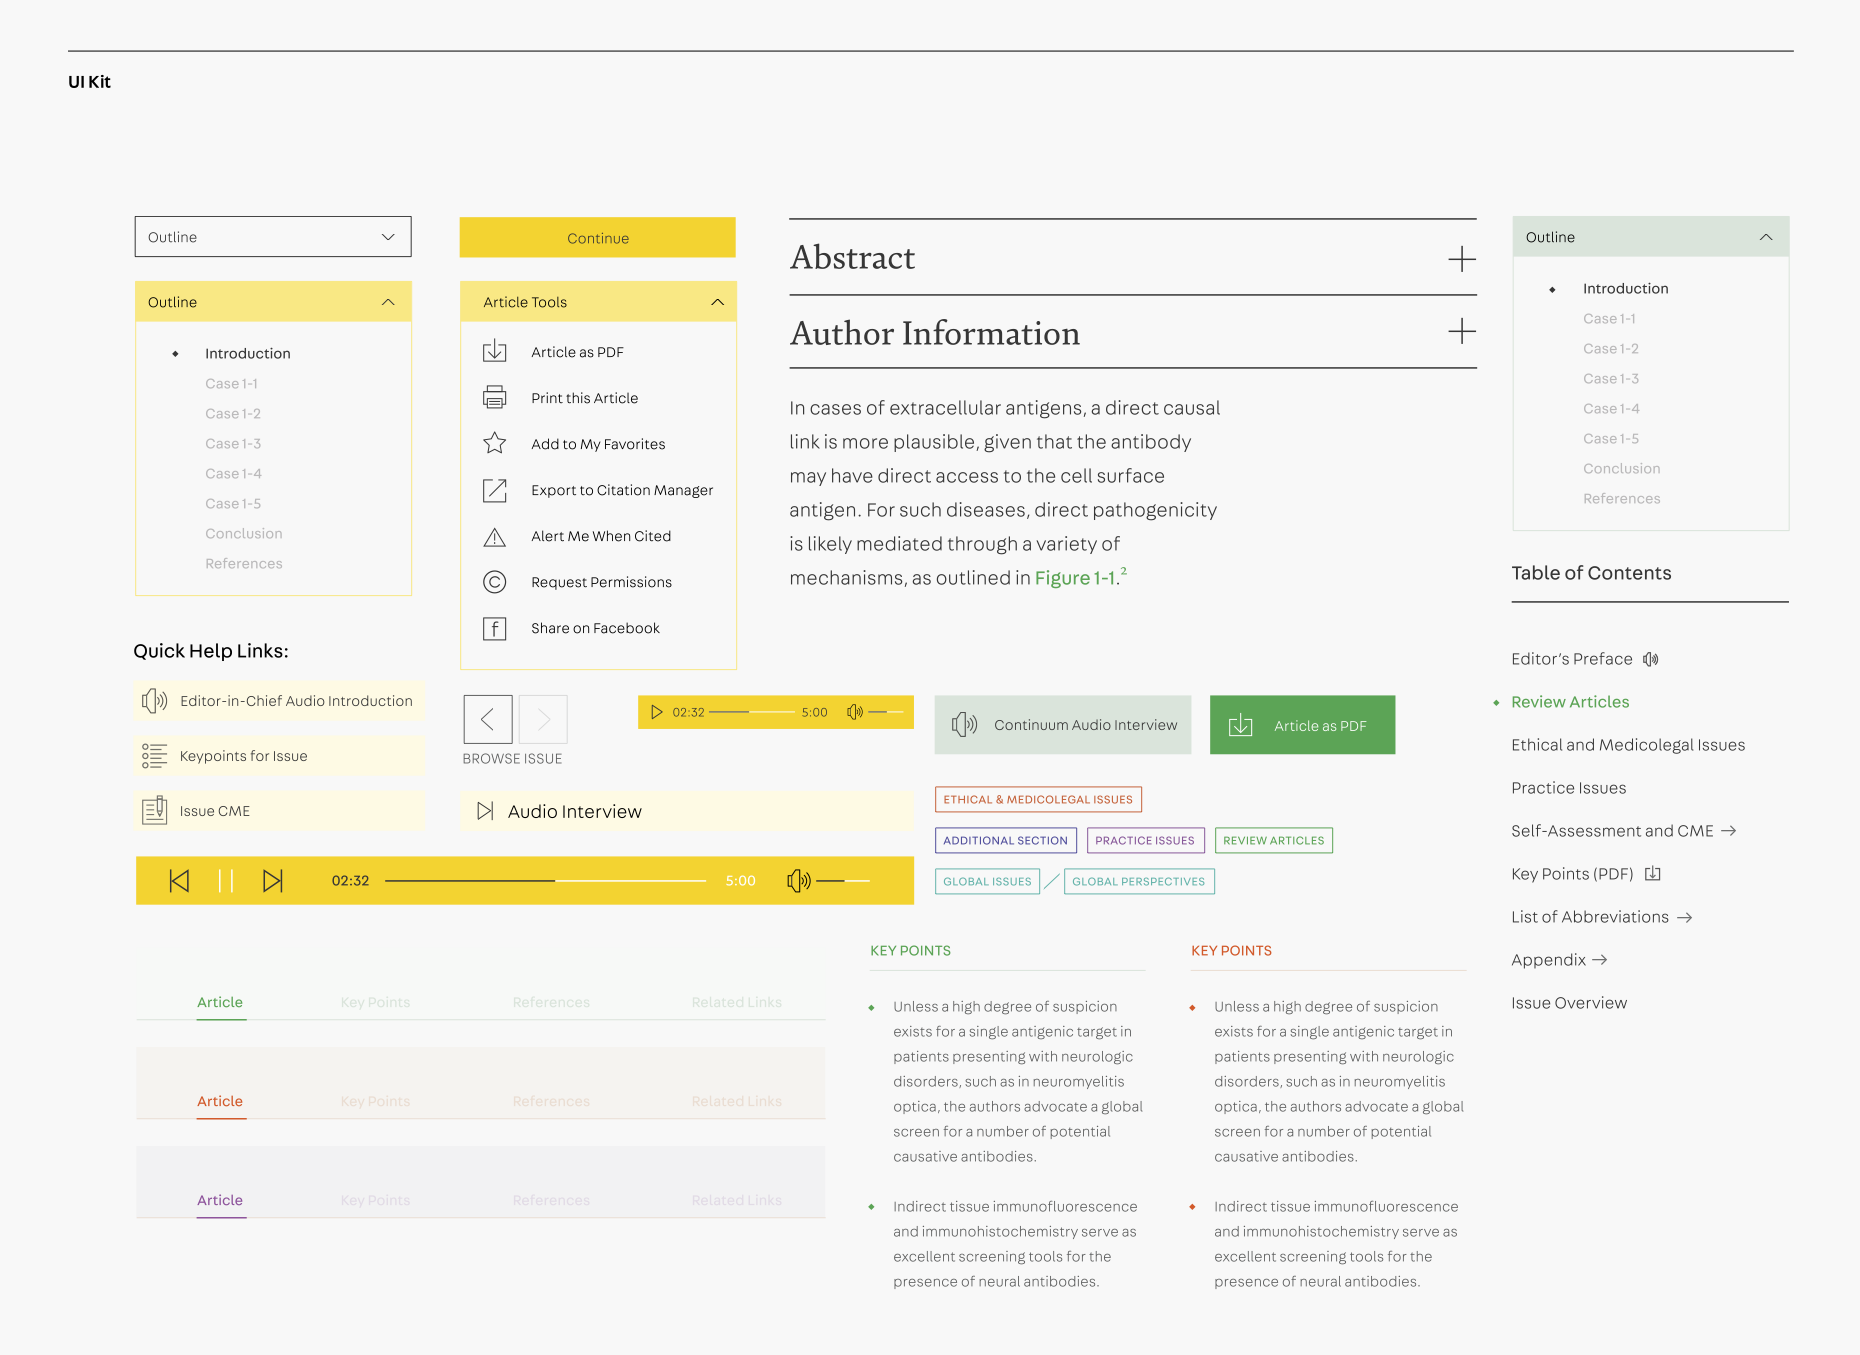 UI Kit
Outline
Outline
Introduction
Case 1-1
Case 1-2
Case 1-3
Case 1-4
Case 1-5
Conclusion
References
Quick Help Links:
Editor-in-Chief Audio Introduction
Keypoints for Issue
Issue CME
Continue
Article Tools
Article as PDF
Print this Article
Add to My Favorites
Export to Citation Manager
Alert Me When Cited
Request Permissions
Share on Facebook
BROWSE ISSUE
02:32 5:00
Audio Interview
02:32 5:00
Abstract
Author Information
In cases of extracellular antigens, a direct causal
link is more plausible, given that the antibody
may have direct access to the cell surface
antigen. For such diseases, direct pathogenicity
is likely mediated through a variety of
mechanisms, as outlined in Figure 1-1.²
Continuum Audio Interview
Article as PDF
ETHICAL & MEDICOLEGAL ISSUES
ADDITIONAL SECTION PRACTICE ISSUES REVIEW ARTICLES
GLOBAL ISSUES / GLOBAL PERSPECTIVES
Outline
Introduction
Case 1-1
Case 1-2
Case 1-3
Case 1-4
Case 1-5
Conclusion
References
Table of Contents
Editor's Preface
Review Articles
Ethical and Medicolegal Issues
Practice Issues
Self-Assessment and CME →
Key Points (PDF)
List of Abbreviations →
Appendix →
Issue Overview
Article Key Points References Related Links
Article Key Points References Related Links
Article Key Points References Related Links
KEY POINTS
Unless a high degree of suspicion
exists for a single antigenic target in
patients presenting with neurologic
disorders, such as in neuromyelitis
optica, the authors advocate a global
screen for a number of potential
causative antibodies.
Indirect tissue immunofluorescence
and immunohistochemistry serve as
excellent screening tools for the
presence of neural antibodies.
KEY POINTS
Unless a high degree of suspicion
exists for a single antigenic target in
patients presenting with neurologic
disorders, such as in neuromyelitis
optica, the authors advocate a global
screen for a number of potential
causative antibodies.
Indirect tissue immunofluorescence
and immunohistochemistry serve as
excellent screening tools for the
presence of neural antibodies.